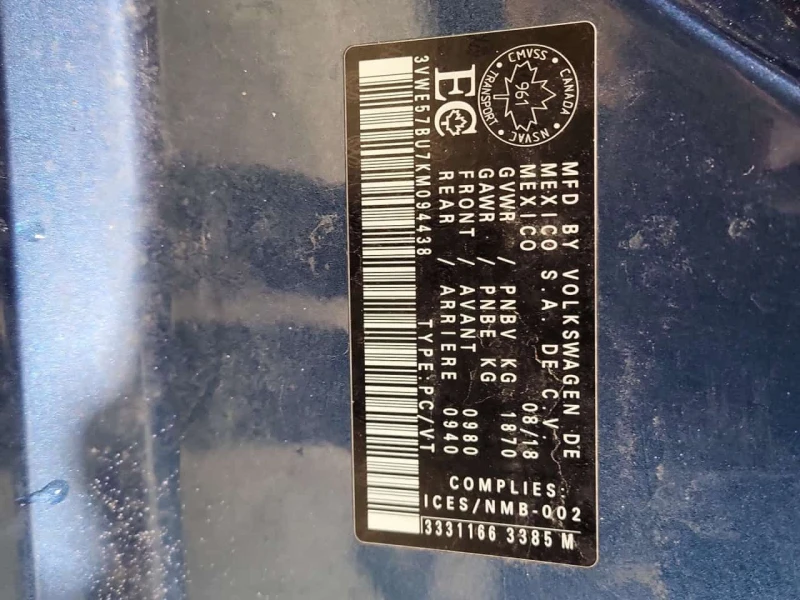 MFD BY VOLKSWAGEN DE
MEXICO S.A. DE C.V.
MEXICO 08/18
GVWR / PNBV KG 1870
GAWR / PNBE KG
FRONT / AVANT 0980
REAR / ARRIERE 0940
CMVSS CANADA NSVAC TRANSPORT
961
EC
3VWE57BU7KM094438 TYPE:PC/VT
COMPLIES:
ICES/NMB-002
3331166 3385 M